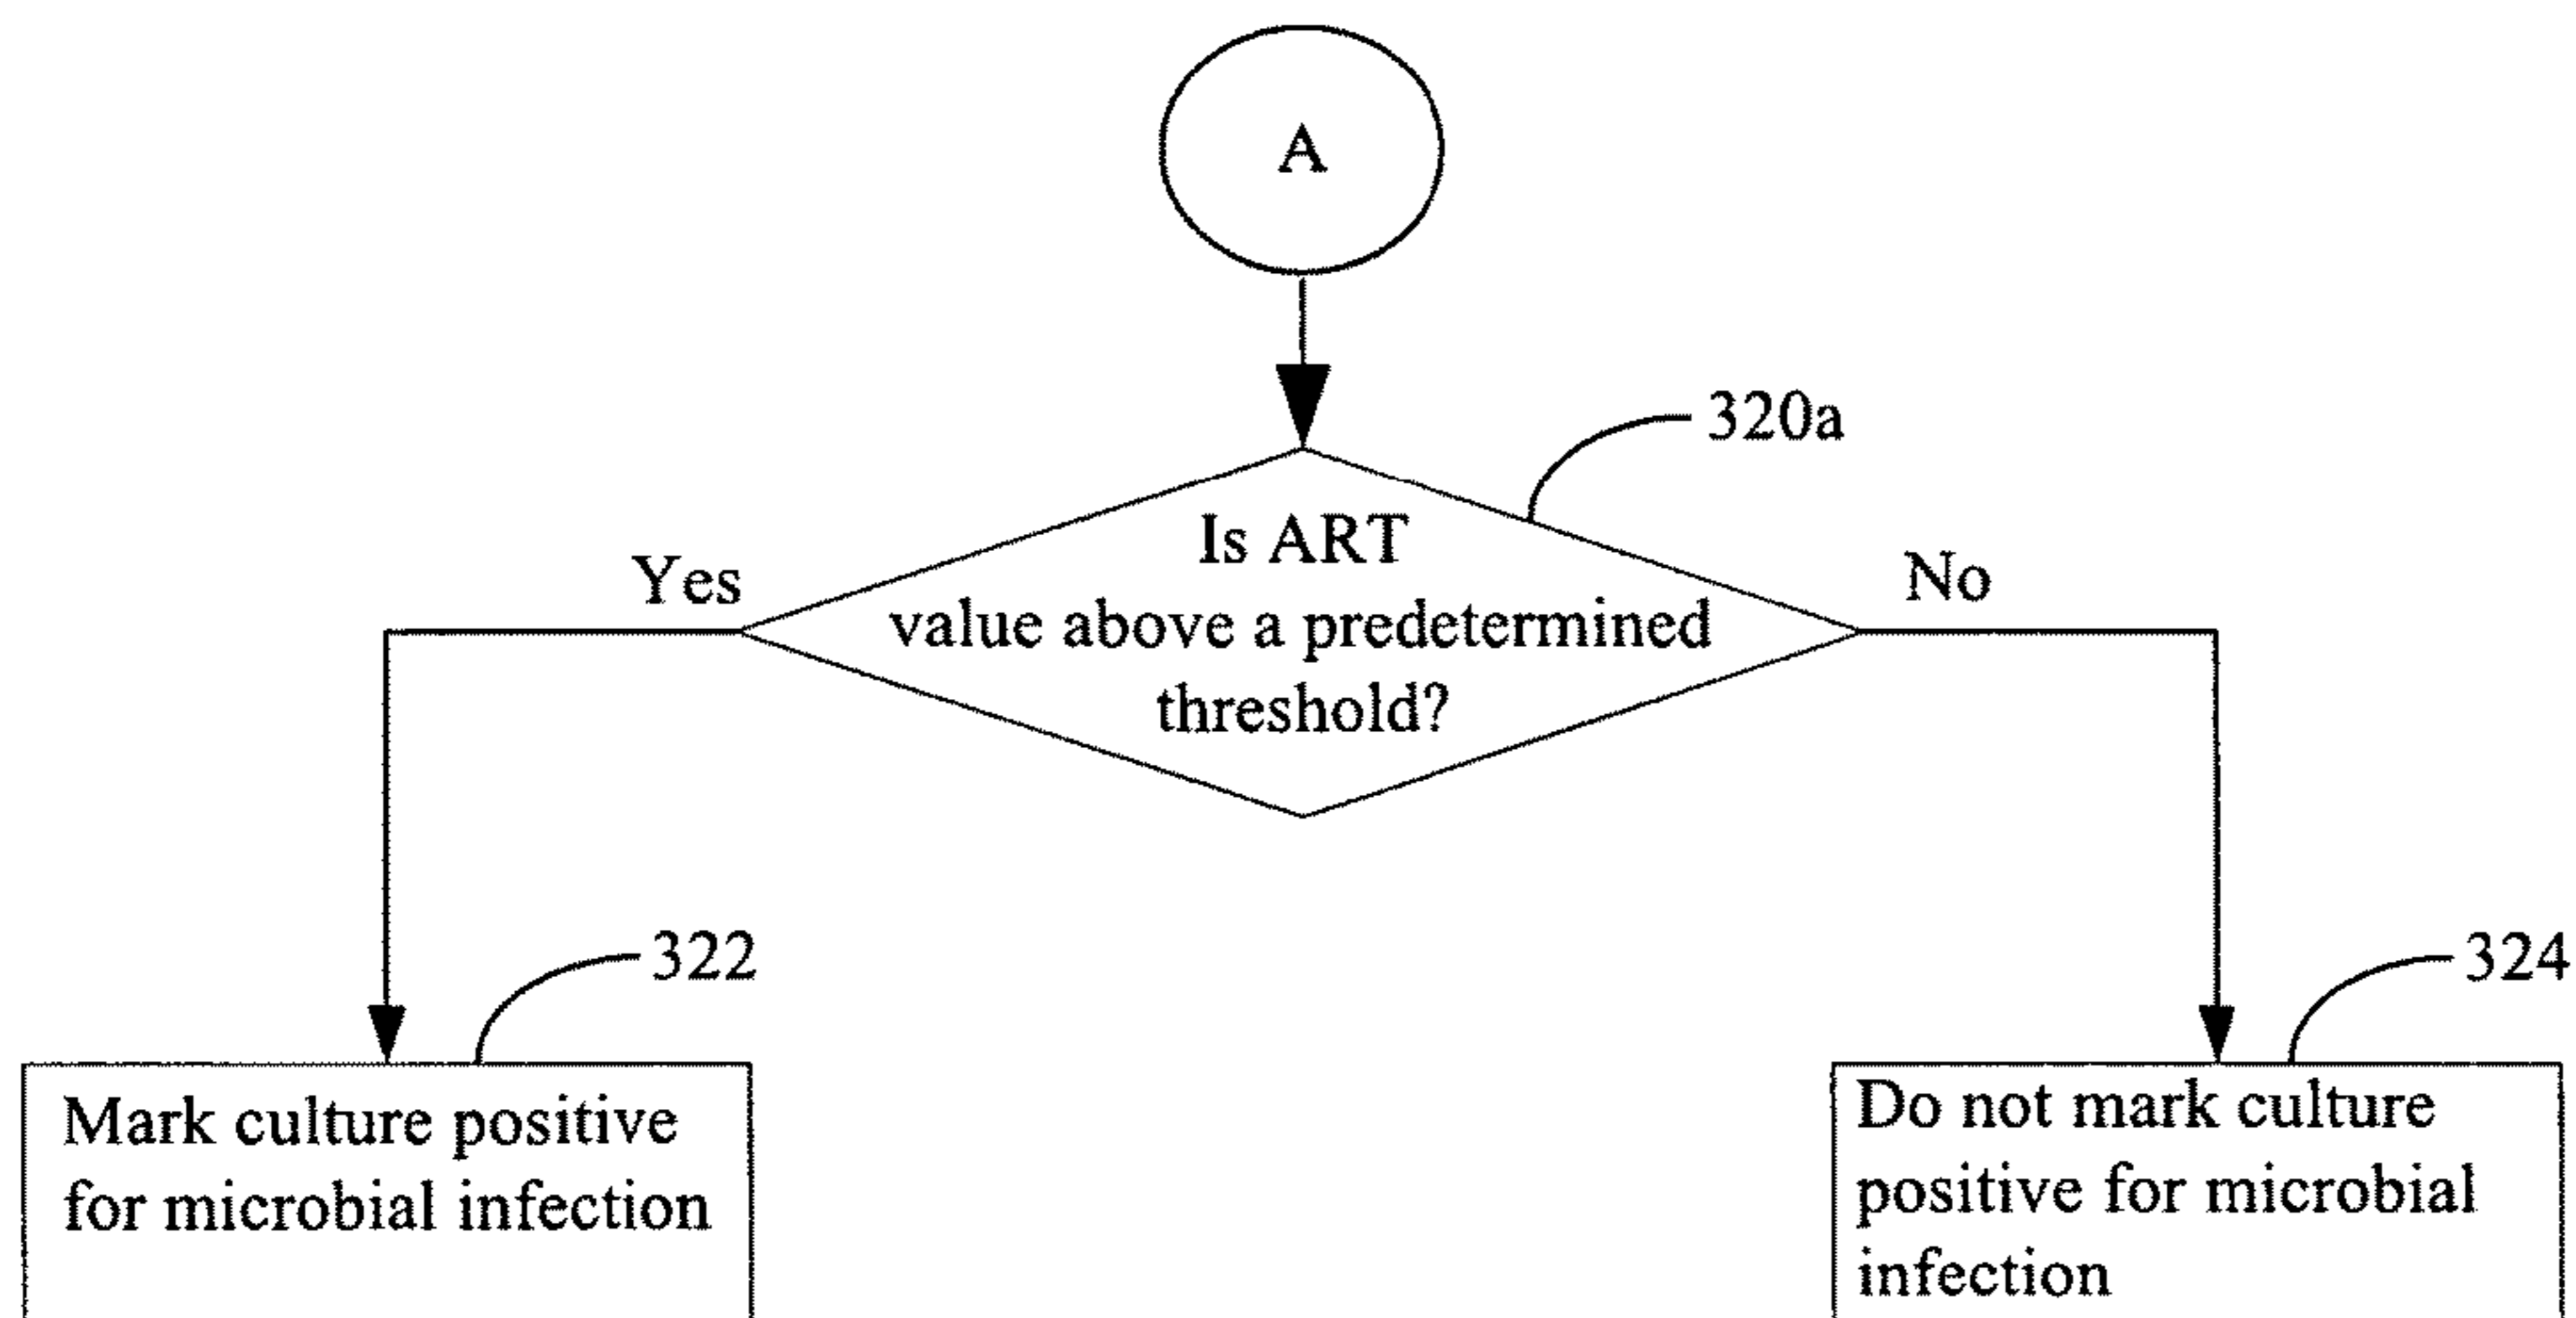 A
320a
Is ART
value above a predetermined
threshold?
Yes
No
322
324
Mark culture positive
for microbial infection
Do not mark culture
positive for microbial
infection